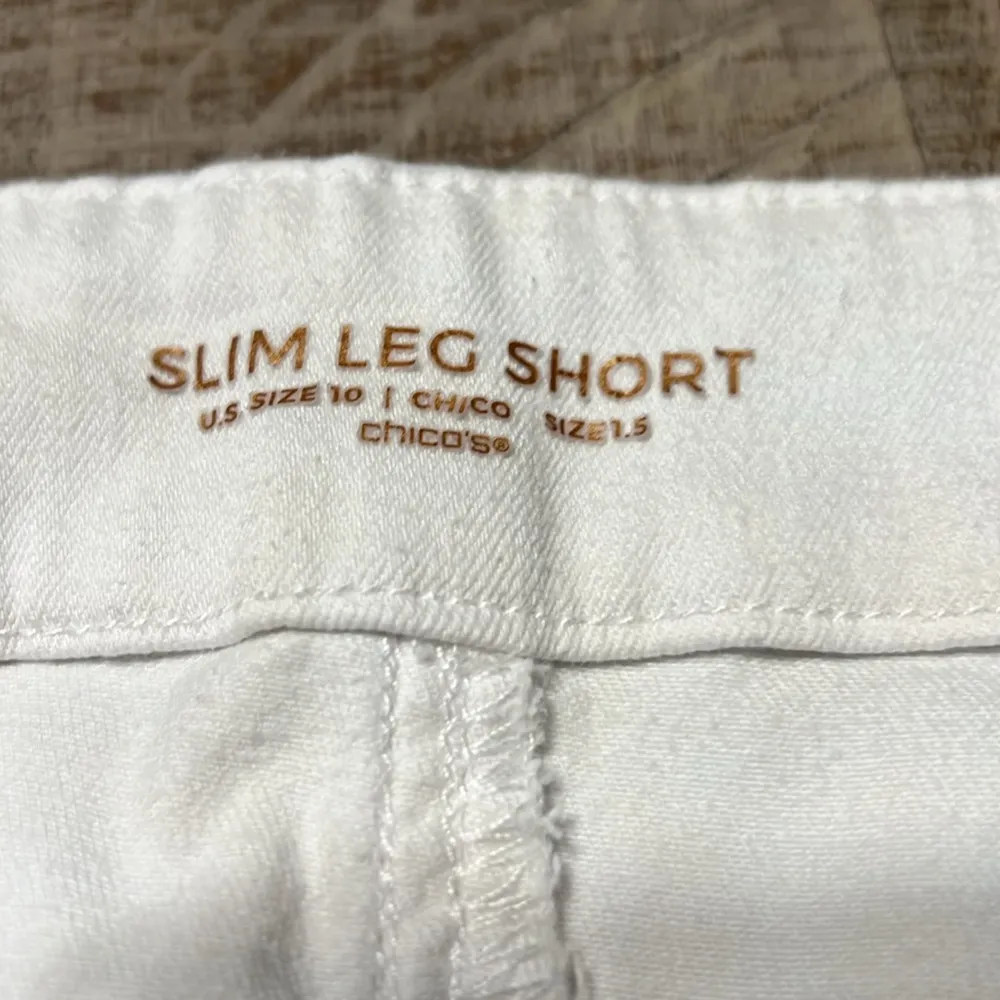 SLIM LEG SHORT
U.S. SIZE 10 | CHICO SIZE 1.5
chico's®